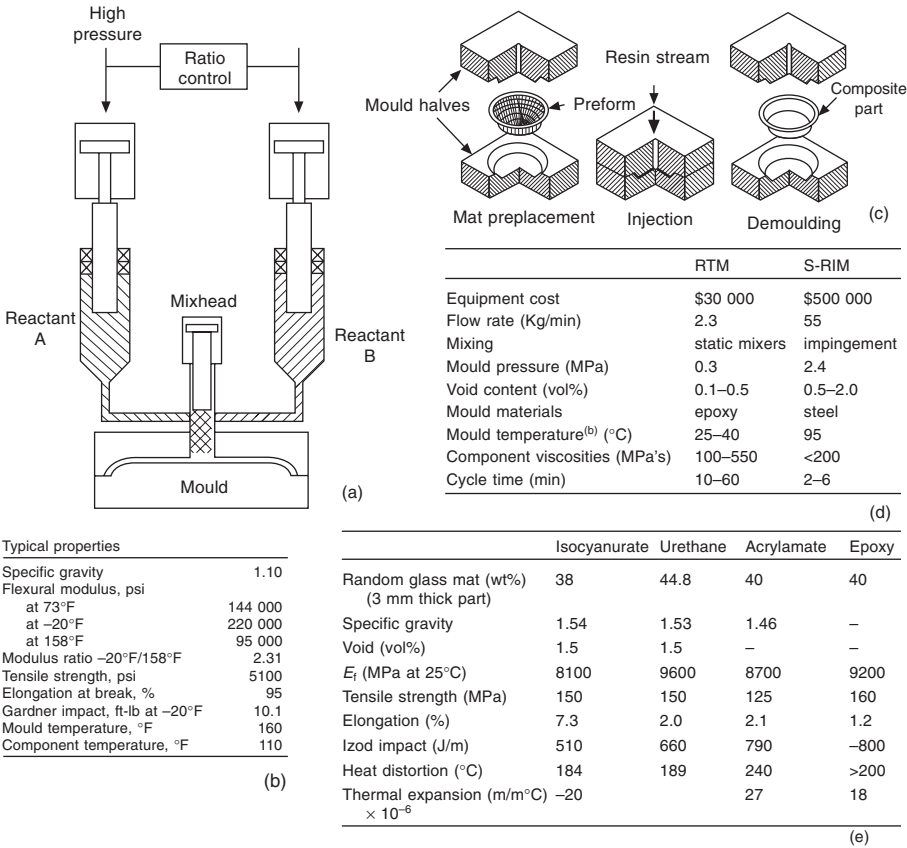 High
pressure
Ratio
control
Mixhead
Reactant
A
Reactant
B
Mould
(a)
Resin stream
Mould halves
Preform
Composite
part
Mat preplacement
Injection
Demoulding
(c)
RTM S-RIM
Equipment cost $30 000 $500 000
Flow rate (Kg/min) 2.3 55
Mixing static mixers impingement
Mould pressure (MPa) 0.3 2.4
Void content (vol%) 0.1–0.5 0.5–2.0
Mould materials epoxy steel
Mould temperature(b) (°C) 25–40 95
Component viscosities (MPa's) 100–550 <200
Cycle time (min) 10–60 2–6
(d)
Typical properties
Specific gravity 1.10
Flexural modulus, psi
at 73°F 144 000
at –20°F 220 000
at 158°F 95 000
Modulus ratio –20°F/158°F 2.31
Tensile strength, psi 5100
Elongation at break, % 95
Gardner impact, ft-lb at –20°F 10.1
Mould temperature, °F 160
Component temperature, °F 110
(b)
Isocyanurate Urethane Acrylamate Epoxy
Random glass mat (wt%) 38 44.8 40 40
(3 mm thick part)
Specific gravity 1.54 1.53 1.46 –
Void (vol%) 1.5 1.5 – –
Ef (MPa at 25°C) 8100 9600 8700 9200
Tensile strength (MPa) 150 150 125 160
Elongation (%) 7.3 2.0 2.1 1.2
Izod impact (J/m) 510 660 790 –800
Heat distortion (°C) 184 189 240 >200
Thermal expansion (m/m°C) –20 27 18
× 10–6
(e)